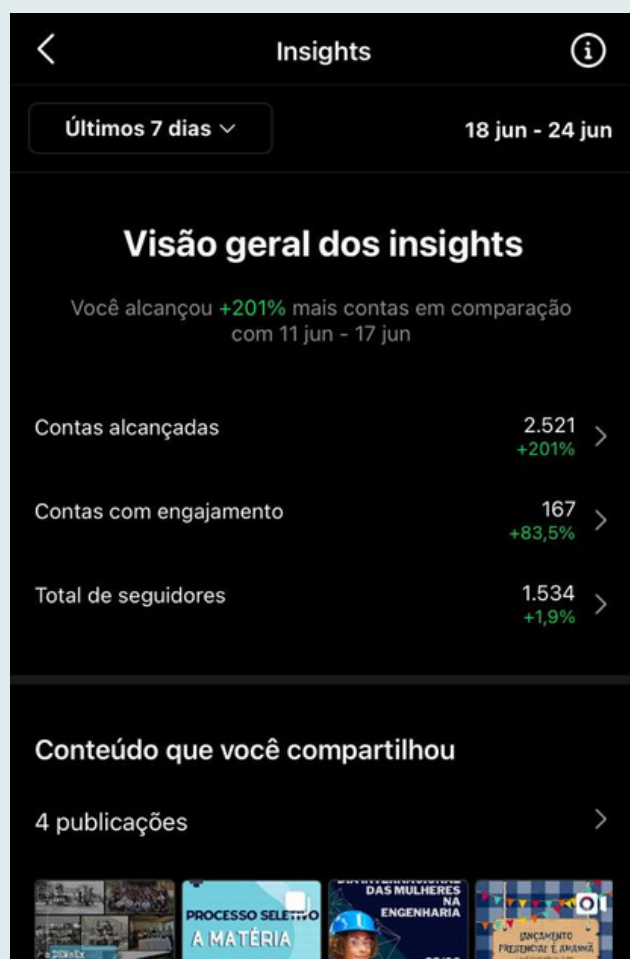 Insights
Últimos 7 dias
18 jun - 24 jun
Visão geral dos insights
Você alcançou +201% mais contas em comparação
com 11 jun - 17 jun
Contas alcançadas
2.521
+201%
Contas com engajamento
167
+83,5%
Total de seguidores
1.534
+1,9%
Conteúdo que você compartilhou
4 publicações
PROCESSO SELETIVO
A MATÉRIA
DIA INTERNACIONAL
DAS MULHERES
NA
ENGENHARIA
LANÇAMENTO
PRESENCIAL É AMANHÃ